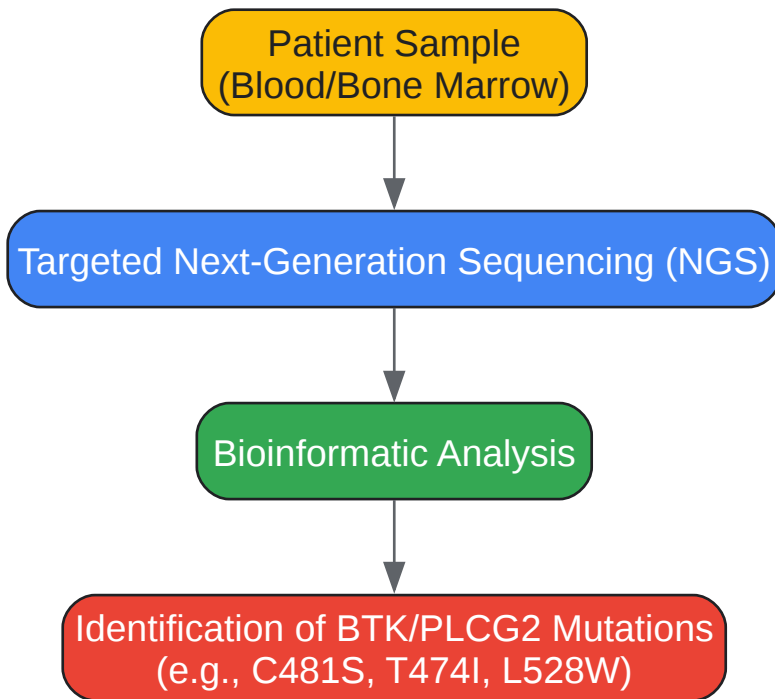 Patient Sample
(Blood/Bone Marrow)
Targeted Next-Generation Sequencing (NGS)
Bioinformatic Analysis
Identification of BTK/PLCG2 Mutations
(e.g., C481S, T474I, L528W)